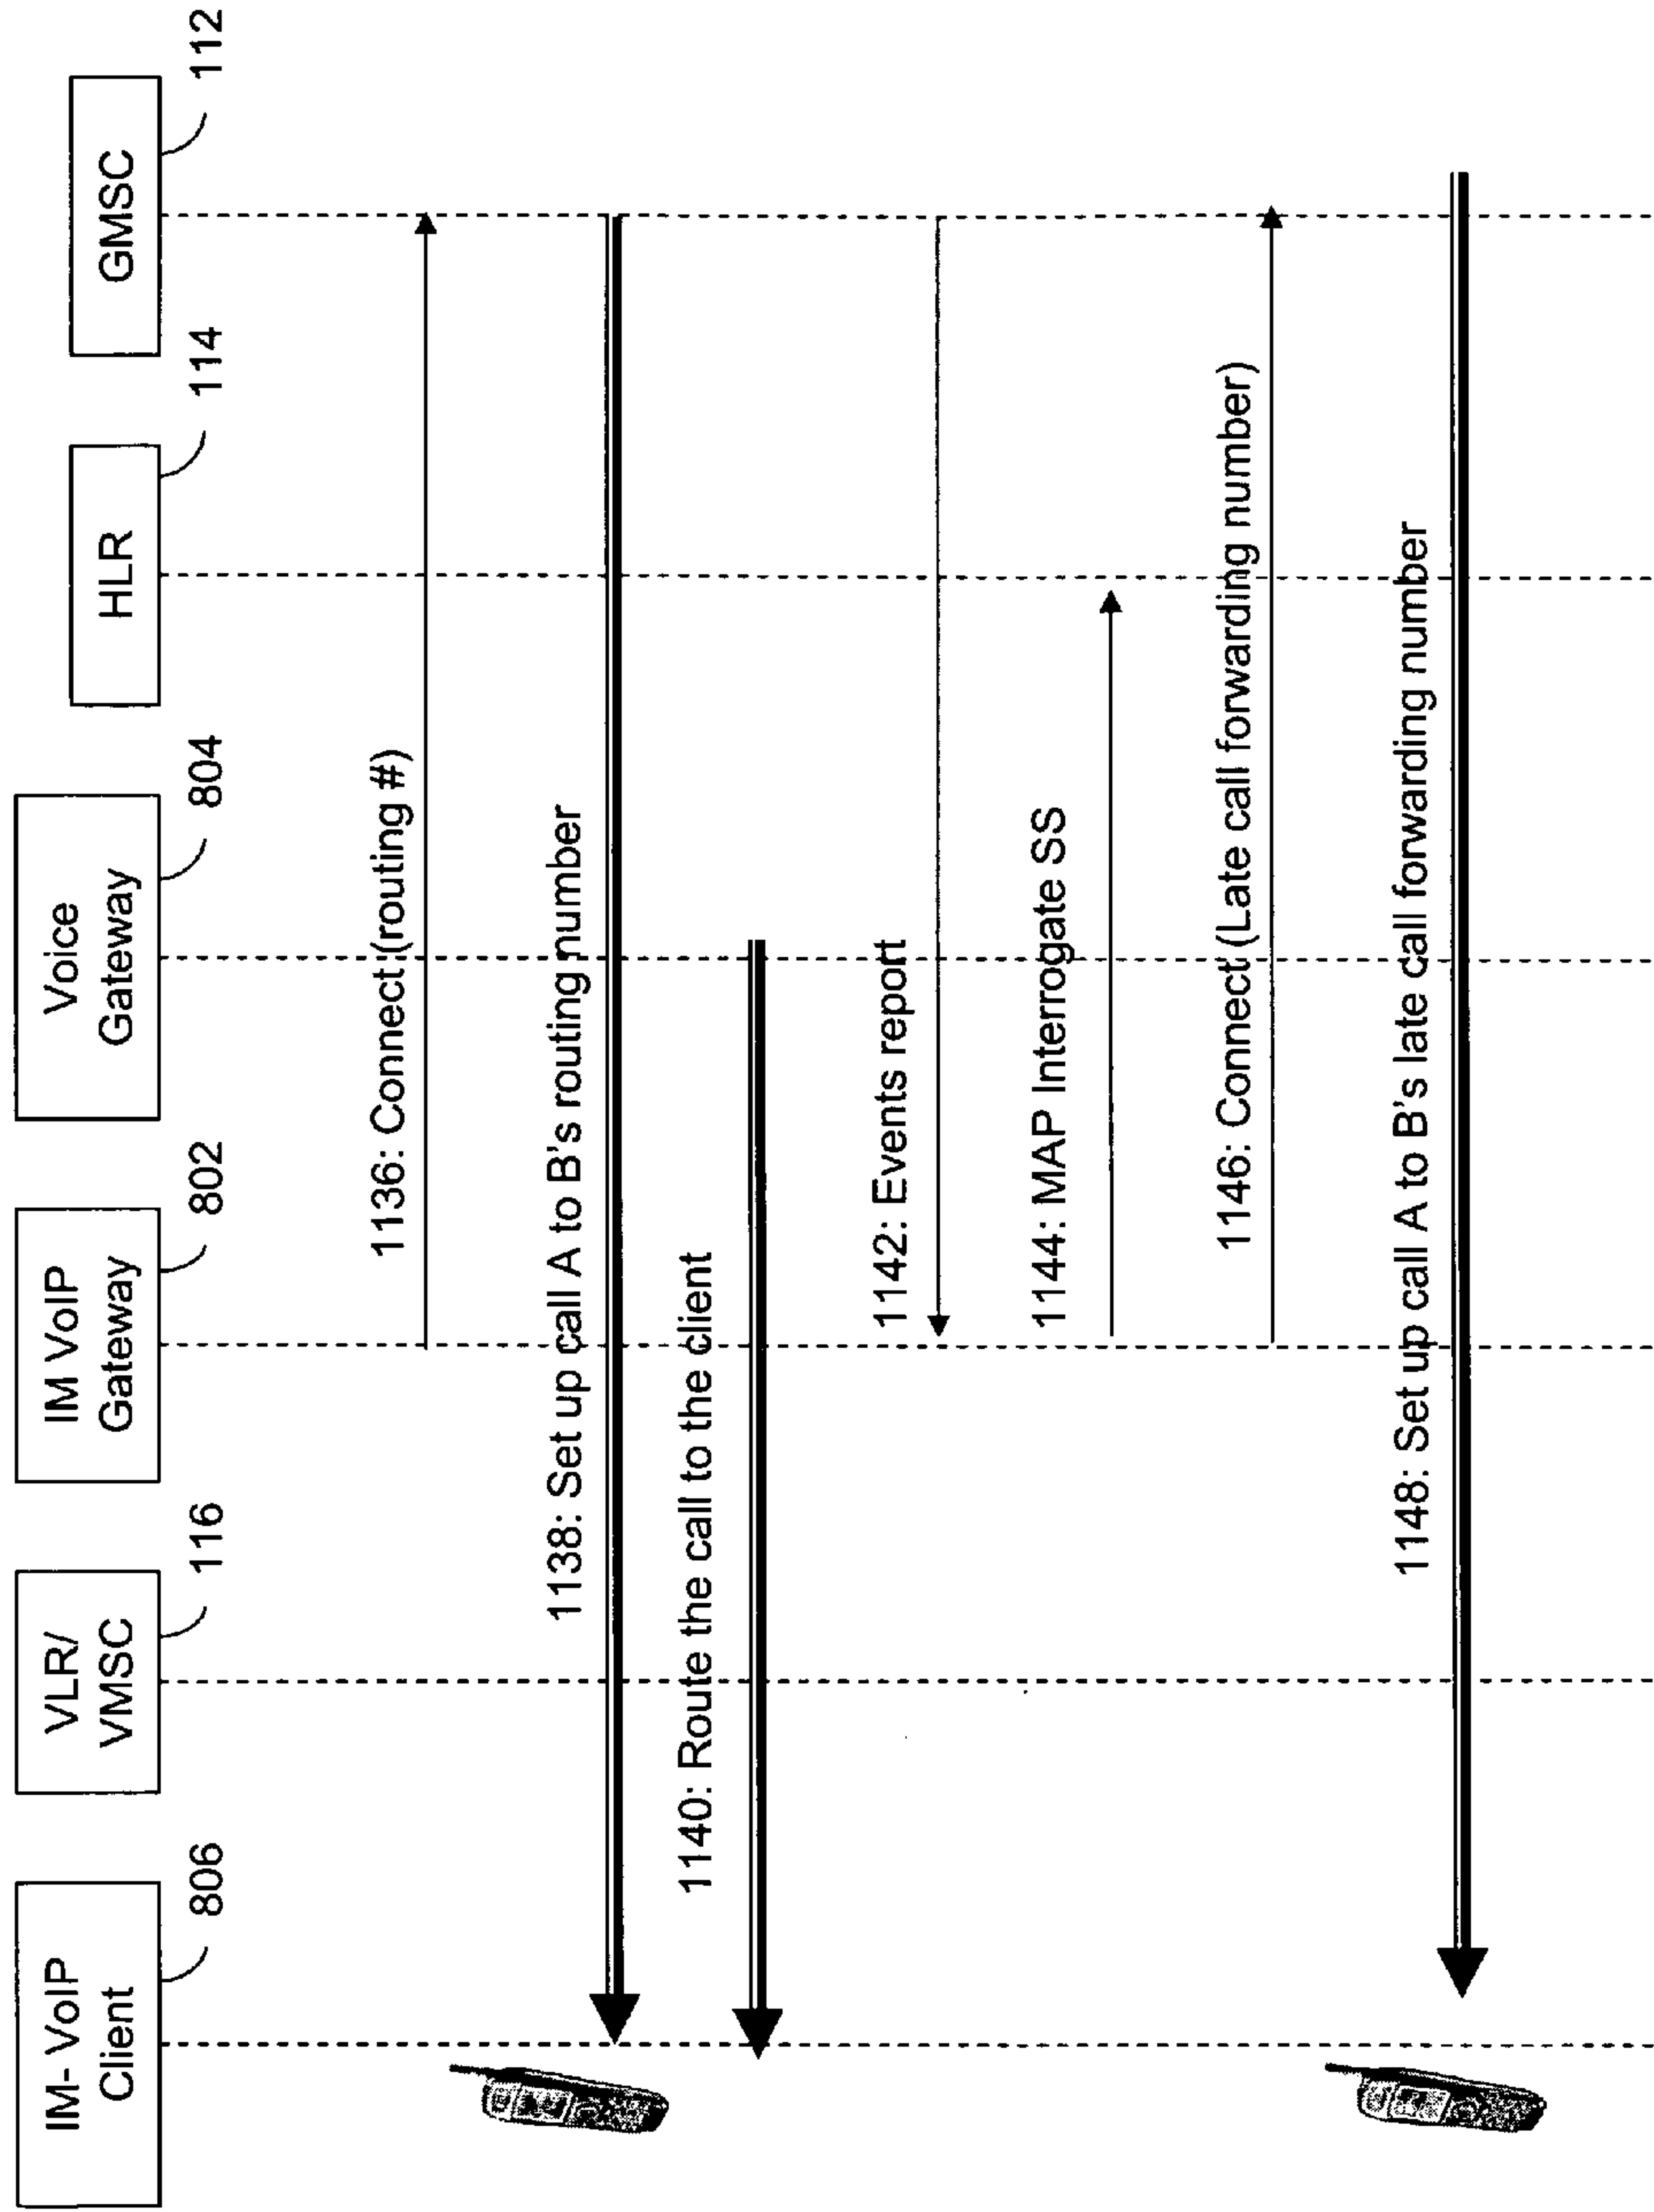 IM- VoIP
Client
806
VLR/
VMSC
116
IM VoIP
Gateway
802
Voice
Gateway
804
HLR
114
GMSC
112
1136: Connect (routing #)
1138: Set up call A to B's routing number
1140: Route the call to the client
1142: Events report
1144: MAP Interrogate SS
1146: Connect (Late call forwarding number)
1148: Set up call A to B's late call forwarding number